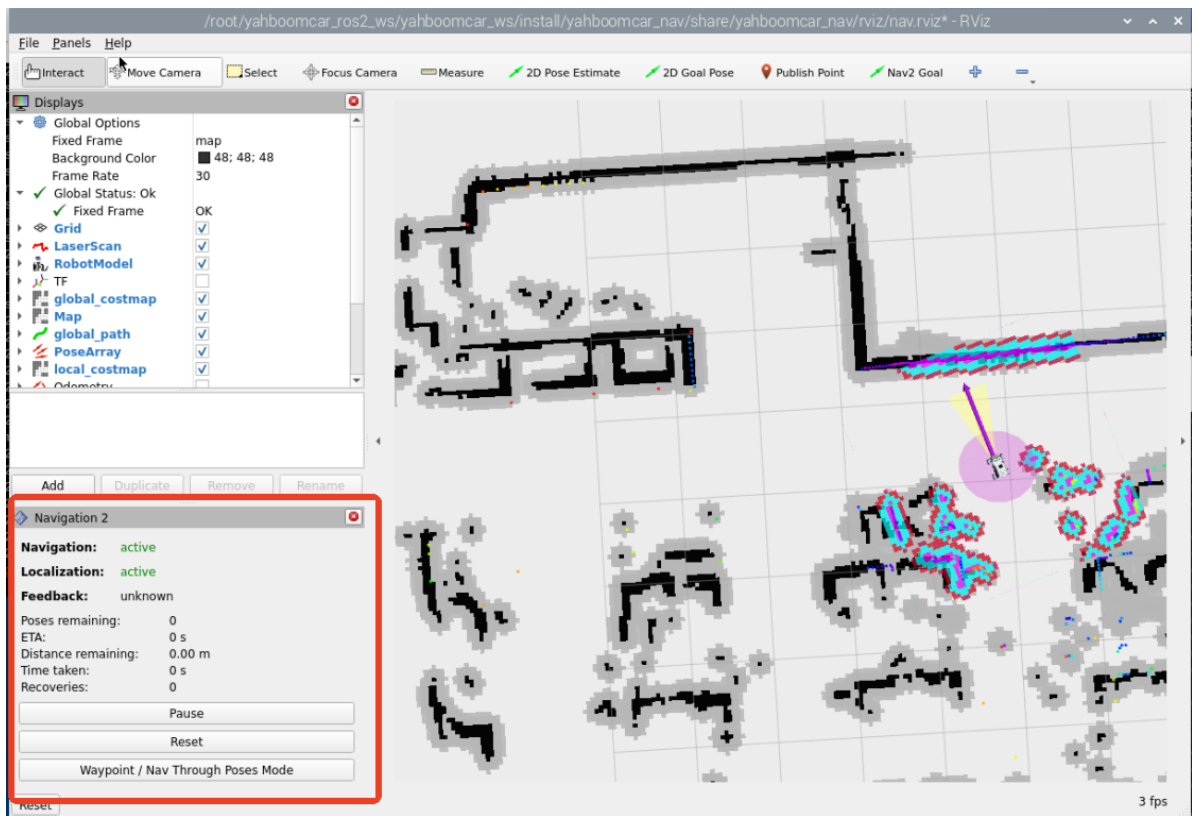 /root/yahboomcar_ros2_ws/yahboomcar_ws/install/yahboomcar_nav/share/yahboomcar_nav/rviz/nav.rviz* - RViz
File Panels Help
Interact Move Camera Select Focus Camera Measure 2D Pose Estimate 2D Goal Pose Publish Point Nav2 Goal
Displays
Global Options
Fixed Frame map
Background Color 48; 48; 48
Frame Rate 30
Global Status: Ok
Fixed Frame OK
Grid
LaserScan
RobotModel
TF
global_costmap
Map
global_path
PoseArray
local_costmap
Odometry
Add Duplicate Remove Rename
Navigation 2
Navigation: active
Localization: active
Feedback: unknown
Poses remaining: 0
ETA: 0 s
Distance remaining: 0.00 m
Time taken: 0 s
Recoveries: 0
Pause
Reset
Waypoint / Nav Through Poses Mode
Reset
3 fps